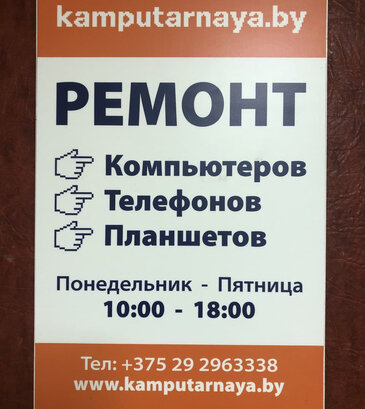 kamputarnaya.by
РЕМОНТ
Компьютеров
Телефонов
Планшетов
Понедельник - Пятница
10:00 - 18:00
Тел: +375 29 2963338
www.kamputarnaya.by